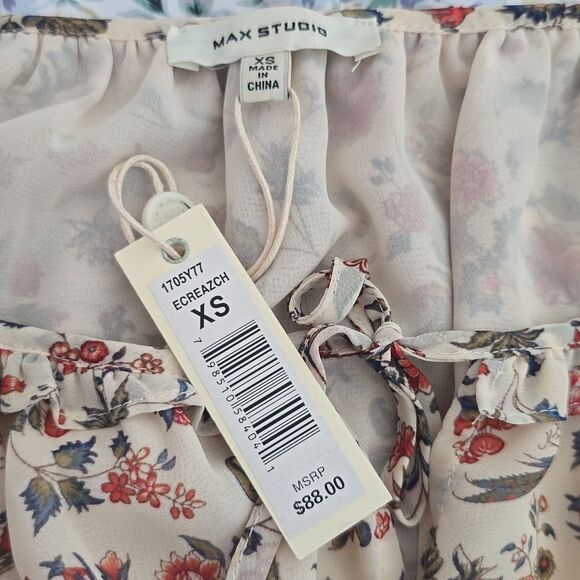 MAX STUDIO
XS
MADE
IN
CHINA
1705Y77
ECREAZCH
XS
7 98510 58404 1
MSRP
$88.00